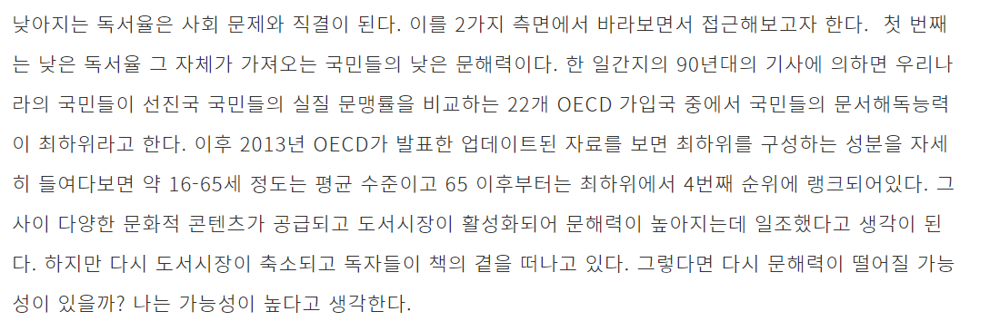 낮아지는 독서율은 사회 문제와 직결이 된다. 이를 2가지 측면에서 바라보면서 접근해보고자 한다.  첫 번째
는 낮은 독서율 그 자체가 가져오는 국민들의 낮은 문해력이다. 한 일간지의 90년대의 기사에 의하면 우리나
라의 국민들이 선진국 국민들의 실질 문맹률을 비교하는 22개 OECD 가입국 중에서 국민들의 문서해독능력
이 최하위라고 한다. 이후 2013년 OECD가 발표한 업데이트된 자료를 보면 최하위를 구성하는 성분을 자세
히 들여다보면 약 16-65세 정도는 평균 수준이고 65 이후부터는 최하위에서 4번째 순위에 랭크되어있다. 그
사이 다양한 문화적 콘텐츠가 공급되고 도서시장이 활성화되어 문해력이 높아지는데 일조했다고 생각이 된
다. 하지만 다시 도서시장이 축소되고 독자들이 책의 곁을 떠나고 있다. 그렇다면 다시 문해력이 떨어질 가능
성이 있을까? 나는 가능성이 높다고 생각한다.